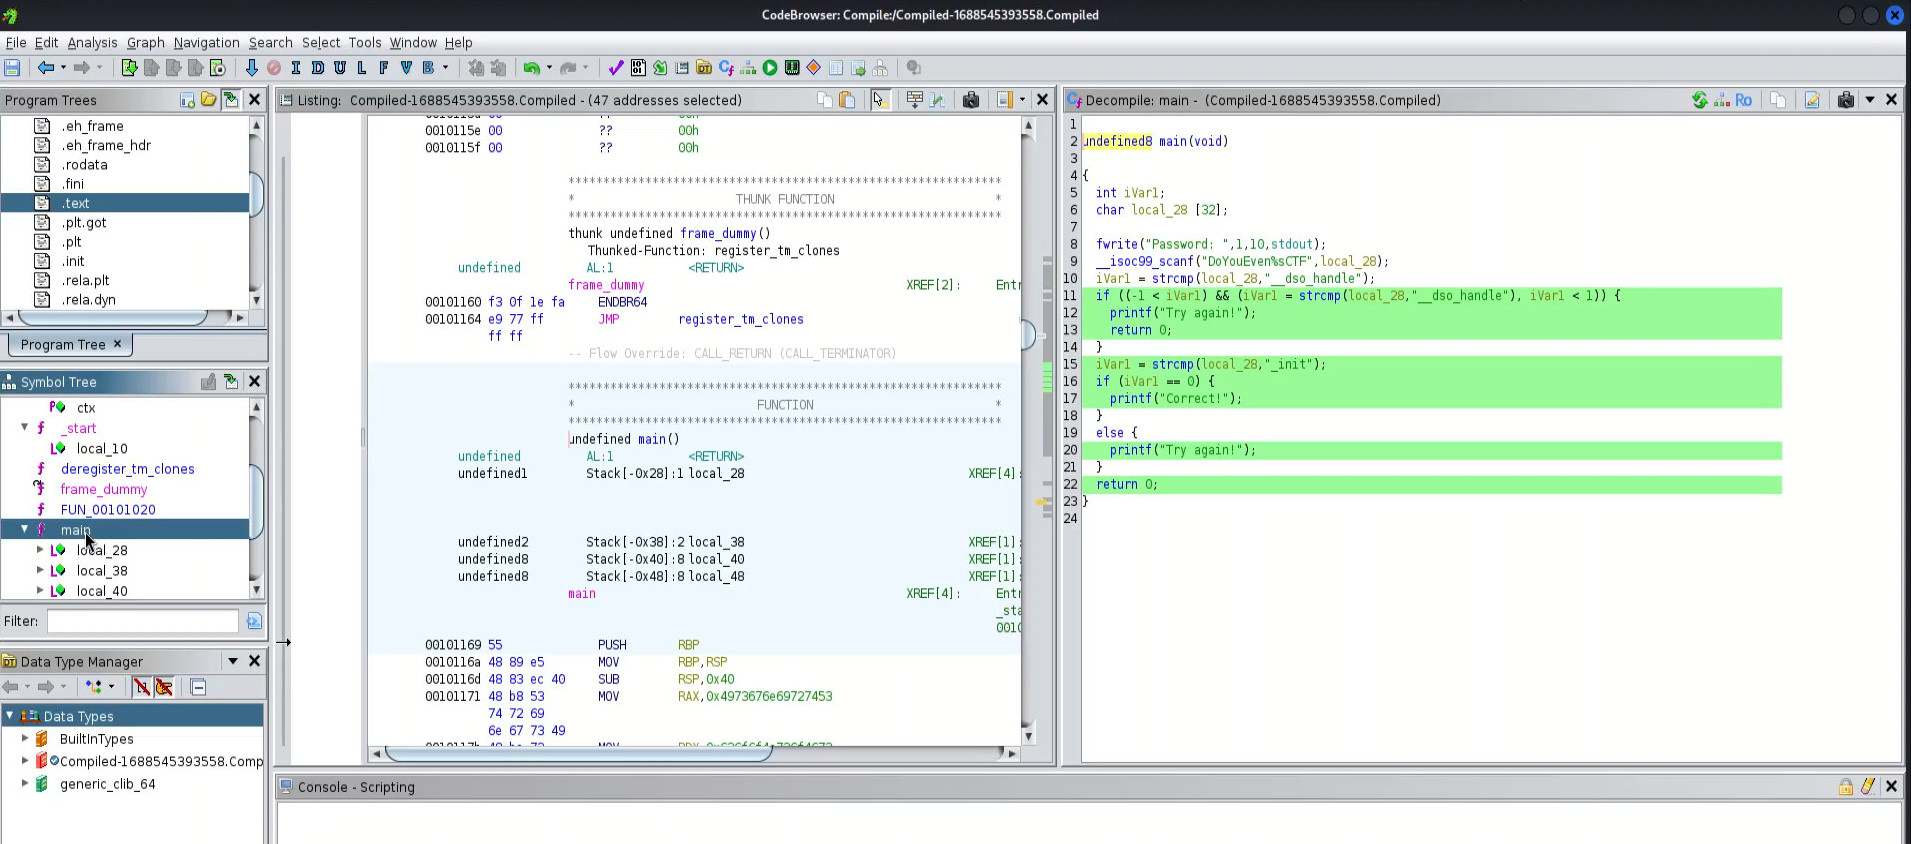 CodeBrowser: Compile:/Compiled-1688545393558.Compiled
File Edit Analysis Graph Navigation Search Select Tools Window Help
I D U L F V B
Program Trees
.eh_frame
.eh_frame_hdr
.rodata
.fini
.text
.plt.got
.plt
.init
.rela.plt
.rela.dyn
Program Tree
Symbol Tree
ctx
f _start
local_10
f deregister_tm_clones
f frame_dummy
f FUN_00101020
f main
local_28
local_38
local_40
Filter:
Data Type Manager
Data Types
BuiltInTypes
Compiled-1688545393558.Comp
generic_clib_64
Listing: Compiled-1688545393558.Compiled - (47 addresses selected)
0010115e 00 ?? 00h
0010115f 00 ?? 00h
************************************************************
* THUNK FUNCTION *
************************************************************
thunk undefined frame_dummy()
Thunked-Function: register_tm_clones
undefined AL:1 <RETURN>
frame_dummy XREF[2]: Entr
00101160 f3 0f 1e fa ENDBR64
00101164 e9 77 ff JMP register_tm_clones
ff ff
-- Flow Override: CALL_RETURN (CALL_TERMINATOR)
************************************************************
* FUNCTION *
************************************************************
undefined main()
undefined AL:1 <RETURN>
undefined1 Stack[-0x28]:1 local_28 XREF[4]:
undefined2 Stack[-0x38]:2 local_38 XREF[1]:
undefined8 Stack[-0x40]:8 local_40 XREF[1]:
undefined8 Stack[-0x48]:8 local_48 XREF[1]:
main XREF[4]: Entr
_sta
0010
00101169 55 PUSH RBP
0010116a 48 89 e5 MOV RBP,RSP
0010116d 48 83 ec 40 SUB RSP,0x40
00101171 48 b8 53 MOV RAX,0x4973676e69727453
74 72 69
6e 67 73 49
Decompile: main - (Compiled-1688545393558.Compiled)
Ro
1
2 undefined8 main(void)
3
4 {
5 int iVar1;
6 char local_28 [32];
7
8 fwrite("Password: ",1,10,stdout);
9 __isoc99_scanf("DoYouEven%sCTF",local_28);
10 iVar1 = strcmp(local_28,"__dso_handle");
11 if ((-1 < iVar1) && (iVar1 = strcmp(local_28,"__dso_handle"), iVar1 < 1)) {
12 printf("Try again!");
13 return 0;
14 }
15 iVar1 = strcmp(local_28,"_init");
16 if (iVar1 == 0) {
17 printf("Correct!");
18 }
19 else {
20 printf("Try again!");
21 }
22 return 0;
23 }
24
Console - Scripting